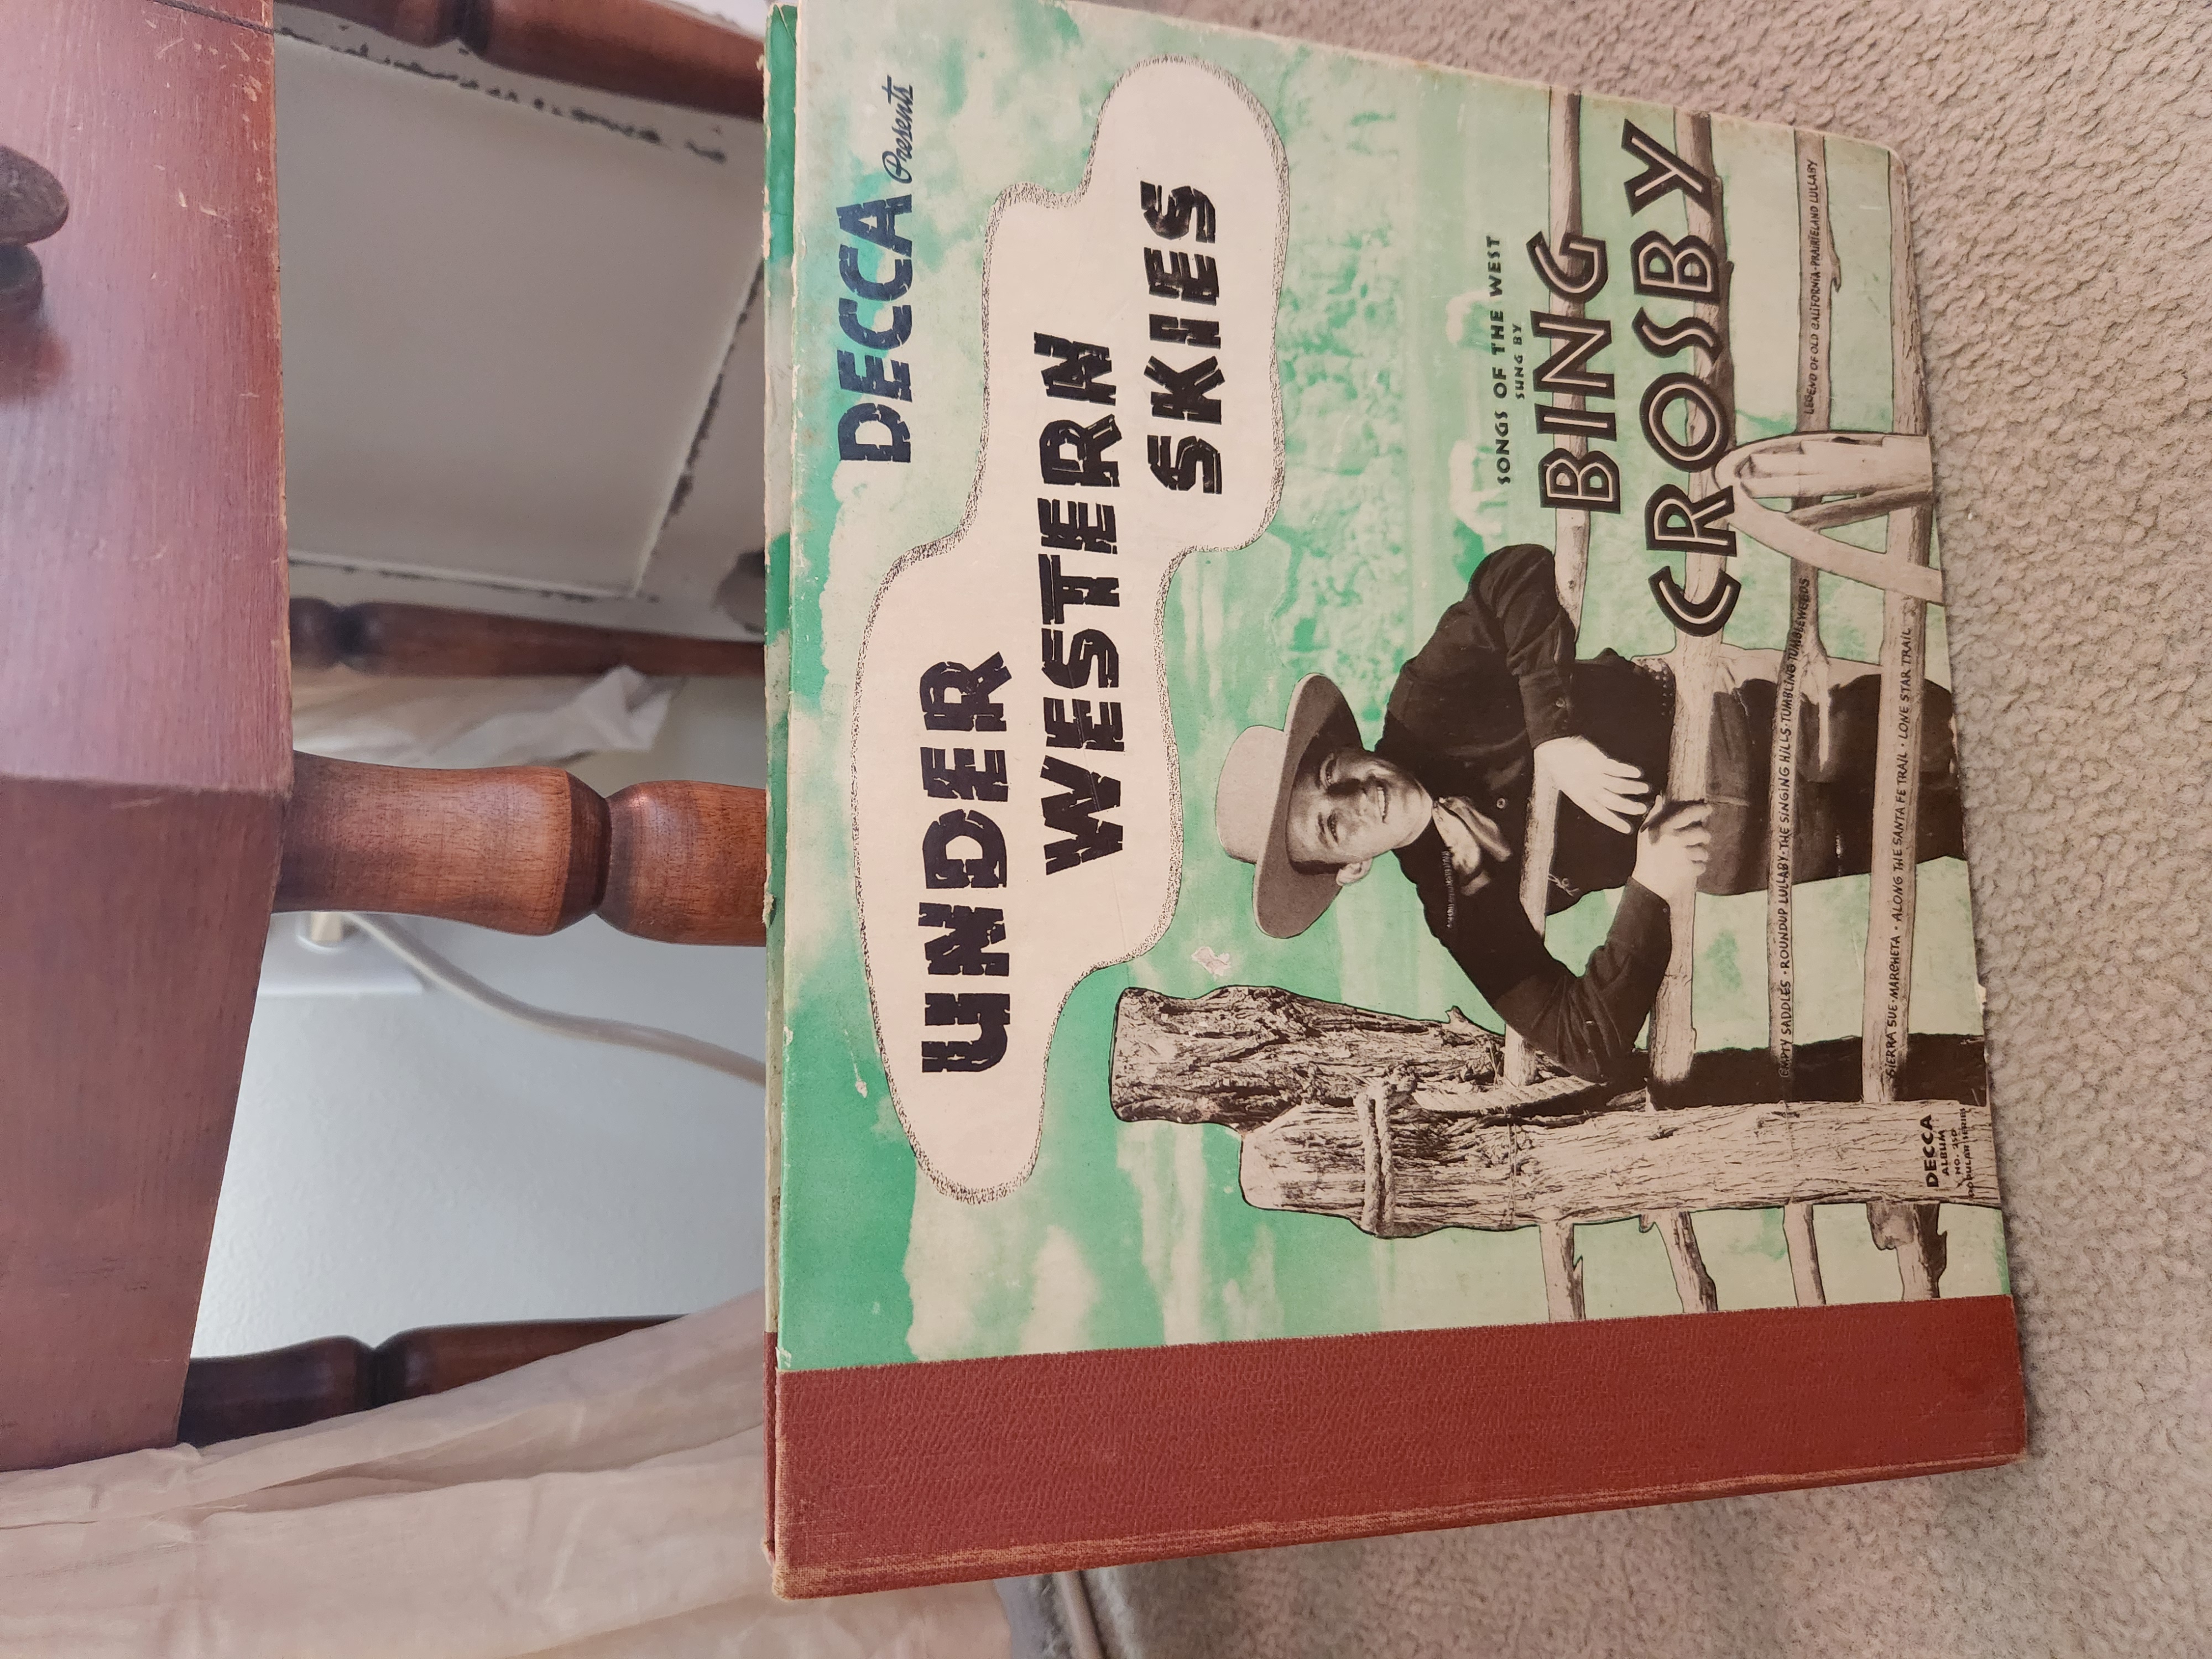 DECCA Presents
UNDER
WESTERN
SKIES
SONGS OF THE WEST
SUNG BY
BING
CROSBY
EMPTY SADDLES · ROUNDUP LULLABY · THE SINGING HILLS · TUMBLING TUMBLEWEEDS
LEGEND OF OLD CALIFORNIA · PRAIRIELAND LULLABY
SIERRA SUE · MARCHETA · ALONG THE SANTA FE TRAIL · LONE STAR TRAIL
DECCA
ALBUM
NO. 250
POPULAR SERIES